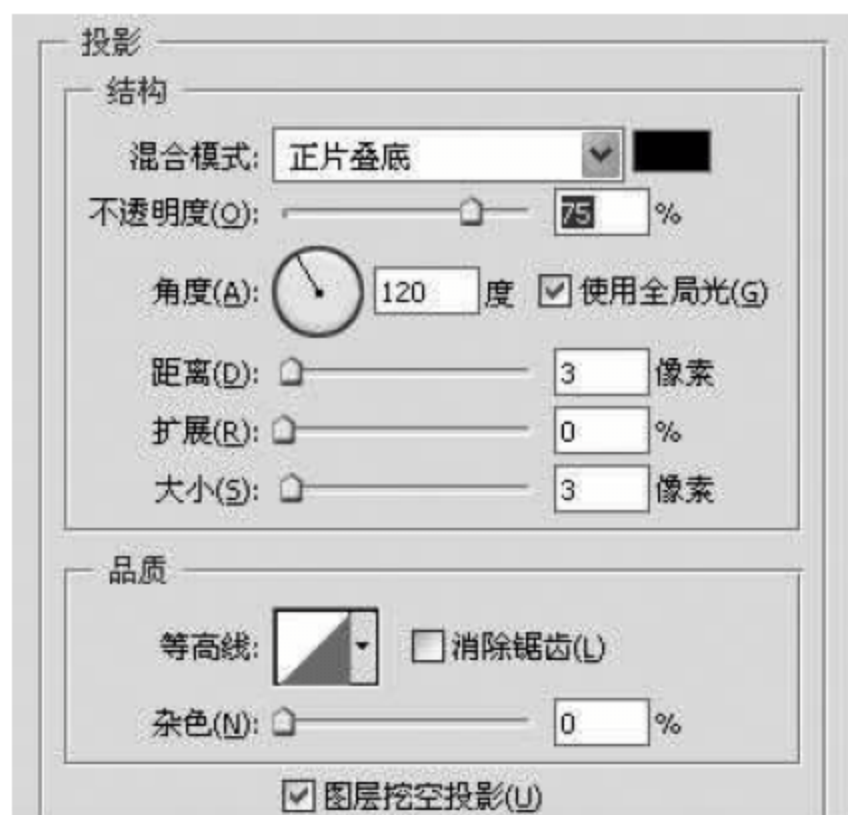 投影
结构
混合模式: 正片叠底
不透明度(O): 75 %
角度(A): 120 度 使用全局光(G)
距离(D): 3 像素
扩展(R): 0 %
大小(S): 3 像素
品质
等高线: 消除锯齿(L)
杂色(N): 0 %
图层挖空投影(U)